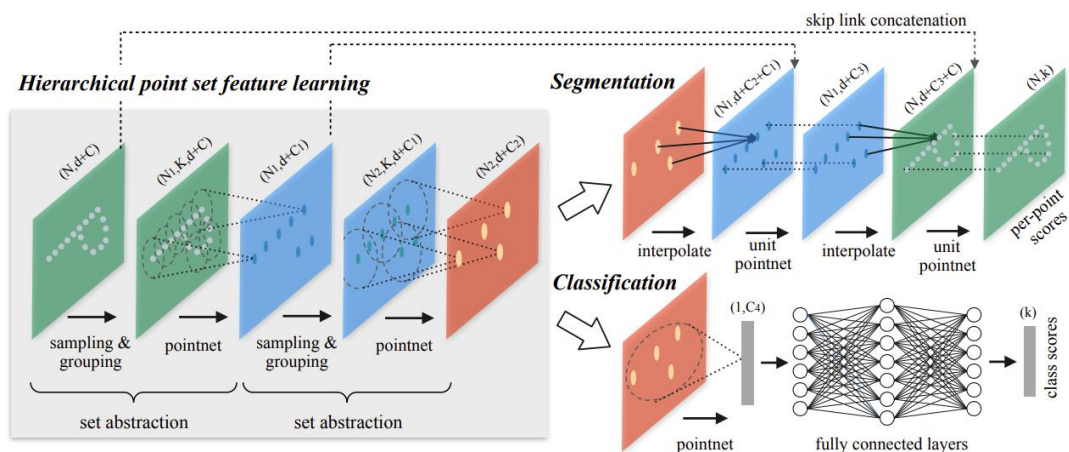 skip link concatenation
Hierarchical point set feature learning
Segmentation
(N,d+C)
(N1,K,d+C)
(N1,d+C1)
(N2,K,d+C1)
(N2,d+C2)
(N1,d+C2+C1)
(N1,d+C3)
(N,d+C3+C)
(N,k)
per-point
scores
sampling &
grouping
pointnet
sampling &
grouping
pointnet
set abstraction
set abstraction
interpolate
unit
pointnet
interpolate
unit
pointnet
Classification
(1,C4)
(k)
class scores
pointnet
fully connected layers